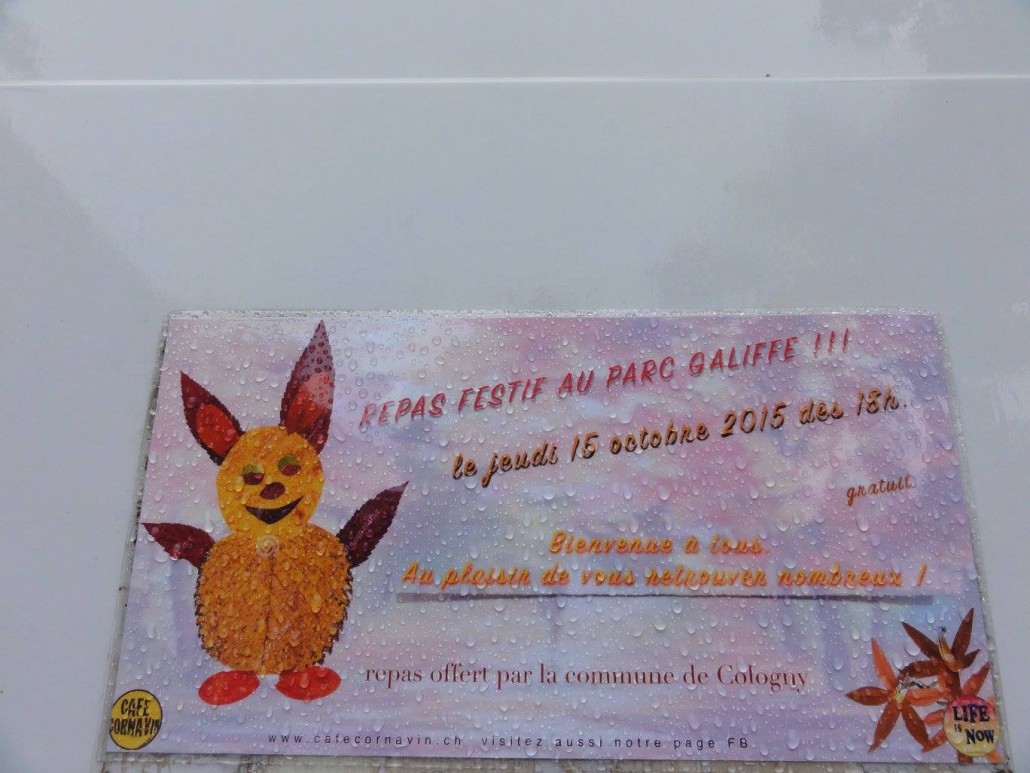 REPAS FESTIF AU PARC GALIFFE !!!
le jeudi 15 octobre 2015 dès 18h.
gratuit.
Bienvenue à tous.
Au plaisir de vous retrouver nombreux !
repas offert par la commune de Cologny
CAFE
CORNAVIN
LIFE
IS
NOW
www.cafecornavin.ch visitez aussi notre page FB